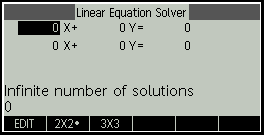 Linear Equation Solver
0 X+ 0 Y= 0
0 X+ 0 Y= 0
Infinite number of solutions
0
EDIT 2X2• 3X3